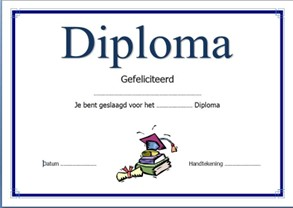 Diploma
Gefeliciteerd
................................................
Je bent geslaagd voor het ................ Diploma
Datum ................ Handtekening ................